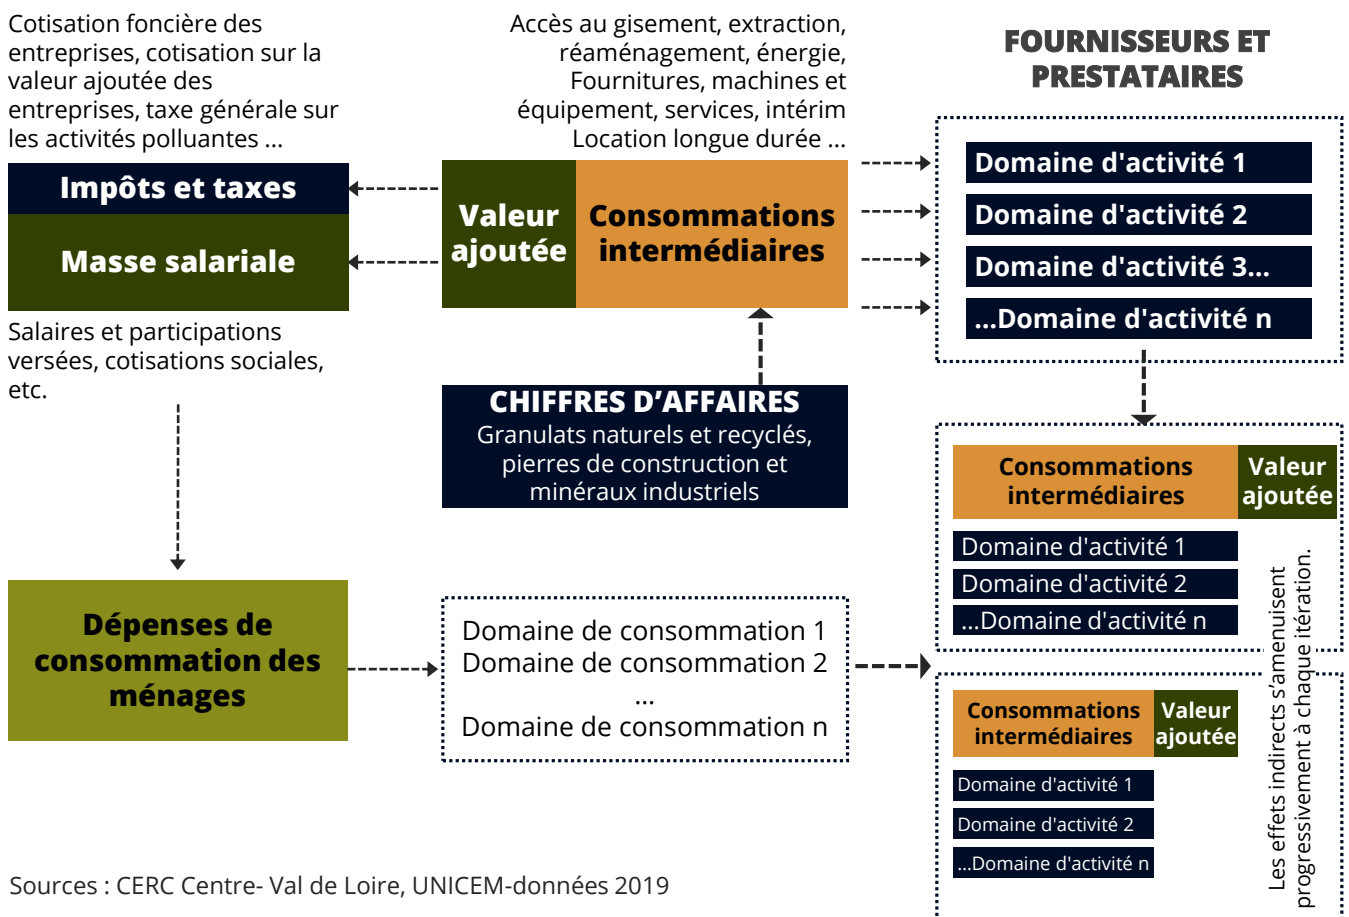 Cotisation foncière des
entreprises, cotisation sur la
valeur ajoutée des
entreprises, taxe générale sur
les activités polluantes ...
Impôts et taxes
Masse salariale
Salaires et participations
versées, cotisations sociales,
etc.
Accès au gisement, extraction,
réaménagement, énergie,
Fournitures, machines et
équipement, services, intérim
Location longue durée ...
Valeur
ajoutée
Consommations
intermédiaires
CHIFFRES D’AFFAIRES
Granulats naturels et recyclés,
pierres de construction et
minéraux industriels
FOURNISSEURS ET
PRESTATAIRES
Domaine d'activité 1
Domaine d'activité 2
Domaine d'activité 3...
...Domaine d'activité n
Consommations
intermédiaires
Valeur
ajoutée
Domaine d'activité 1
Domaine d'activité 2
...Domaine d'activité n
Dépenses de
consommation des
ménages
Domaine de consommation 1
Domaine de consommation 2
...
Domaine de consommation n
Consommations
intermédiaires
Valeur
ajoutée
Domaine d'activité 1
Domaine d'activité 2
...Domaine d'activité n
Les effets indirects s’amenuisent
progressivement à chaque itération.
Sources : CERC Centre- Val de Loire, UNICEM-données 2019